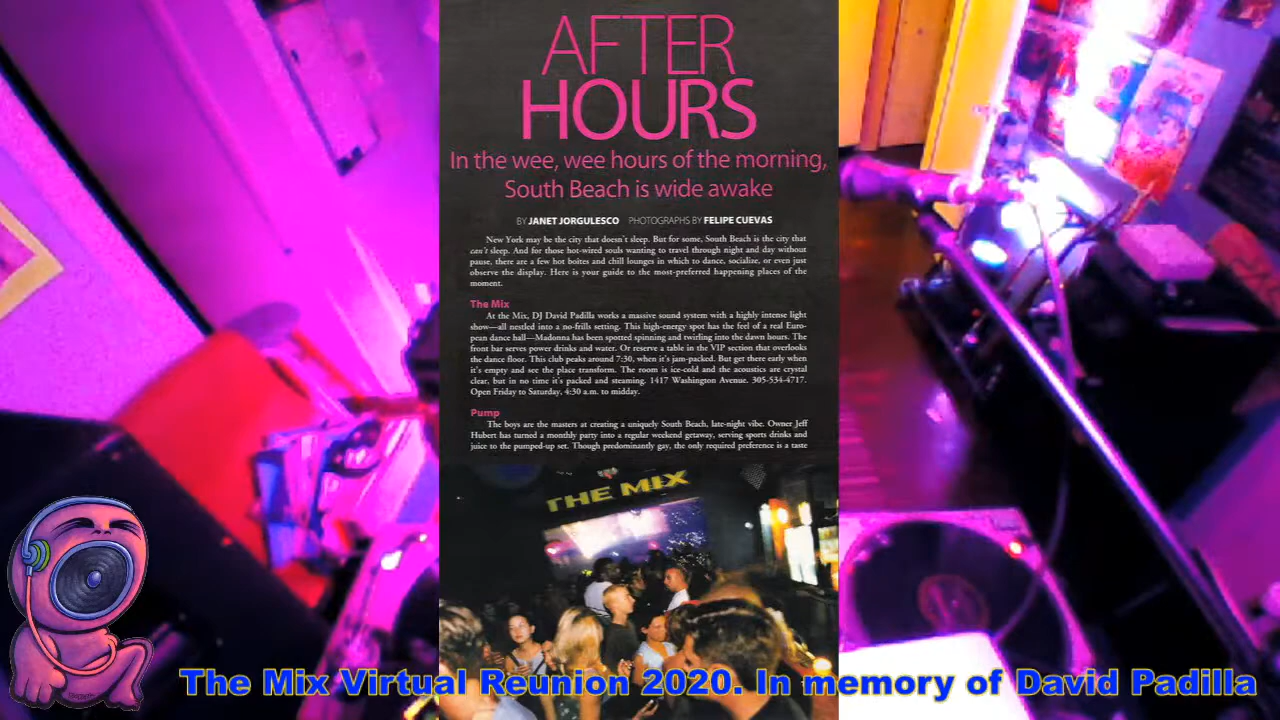 AFTER
HOURS
In the wee, wee hours of the morning,
South Beach is wide awake
BY JANET JORGULESCO PHOTOGRAPHS BY FELIPE CUEVAS
New York may be the city that doesn't sleep. But for some, South Beach is the city that
can't sleep. And for those hot-wired souls wanting to travel through night and day without
pause, there are a few hot boites and chill lounges in which to dance, socialize, or even just
observe the display. Here is your guide to the most-preferred happening places of the
moment.
The Mix
At the Mix, DJ David Padilla works a massive sound system with a highly intense light
show—all nestled into a no-frills setting. This high-energy spot has the feel of a real Euro-
pean dance hall—Madonna has been spotted spinning and twirling into the dawn hours. The
front bar serves power drinks and water. Or reserve a table in the VIP section that overlooks
the dance floor. This club peaks around 7:30, when it's jam-packed. But get there early when
it's empty and see the place transform. The room is ice-cold and the acoustics are crystal
clear, but in no time it's packed and steaming. 1417 Washington Avenue. 305-534-4717.
Open Friday to Saturday, 4:30 a.m. to midday.
Pump
The boys are the masters at creating a uniquely South Beach, late-night vibe. Owner Jeff
Hubert has turned a monthly party into a regular weekend getaway, serving sports drinks and
juice to the pumped-up set. Though predominantly gay, the only required preference is a taste
THE MIX
The Mix Virtual Reunion 2020. In memory of David Padilla